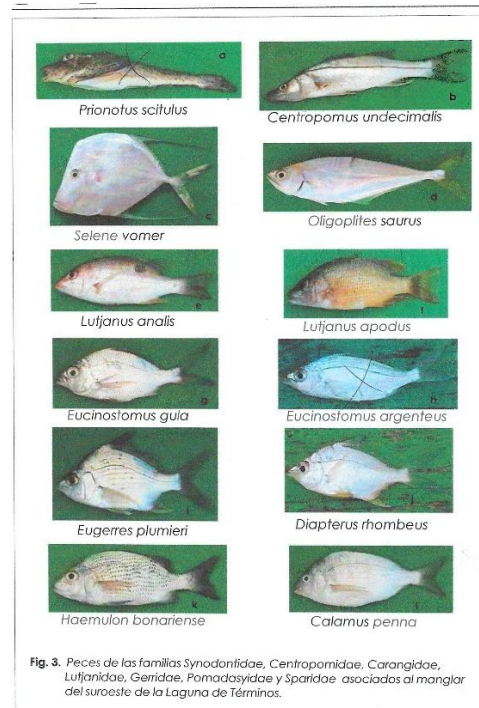 a
Prionotus scitulus
b
Centropomus undecimalis
c
Selene vomer
d
Oligoplites saurus
e
Lutjanus analis
f
Lutjanus apodus
g
Eucinostomus gula
h
Eucinostomus argenteus
i
Eugerres plumieri
j
Diapterus rhombeus
k
Haemulon bonariense
l
Calamus penna
Fig. 3. Peces de las familias Synodontidae, Centropomidae, Carangidae,
Lutjanidae, Gerridae, Pomadasyidae y Sparidae asociados al manglar
del suroeste de la Laguna de Términos.